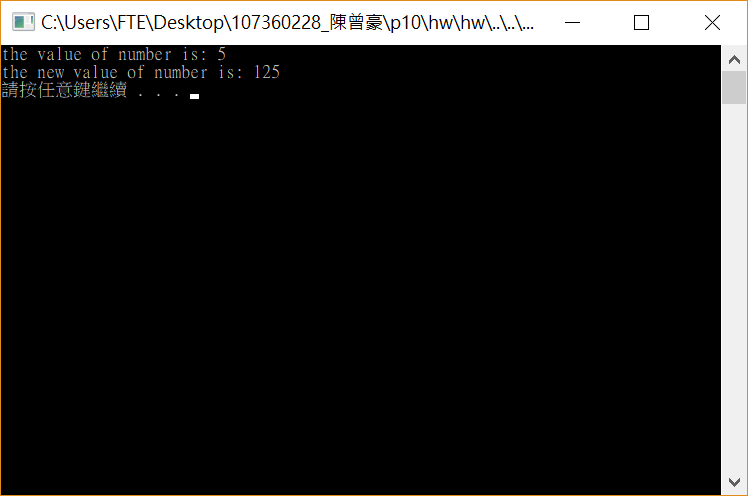 C:\Users\FTE\Desktop\107360228_陳曾豪\p10\hw\hw\..\..\...
the value of number is: 5
the new value of number is: 125
請按任意鍵繼續 . . .